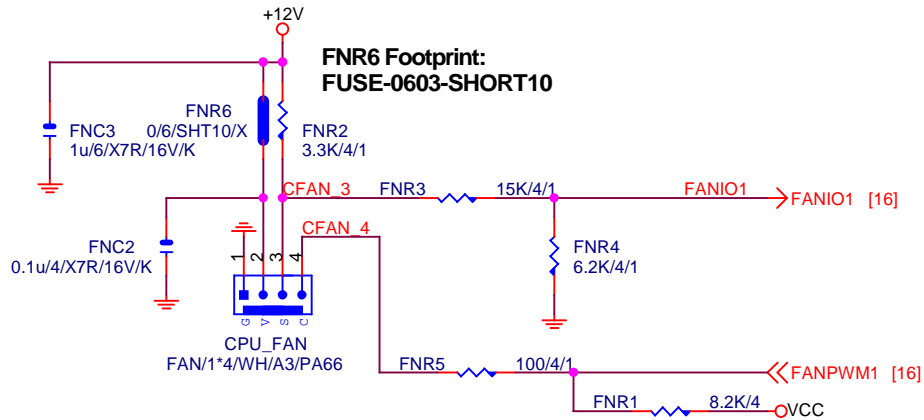 +12V
FNR6 Footprint:
FUSE-0603-SHORT10
FNR6
0/6/SHT10/X
FNR2
3.3K/4/1
FNC3
1u/6/X7R/16V/K
CFAN_3
FNR3
15K/4/1
FANIO1
FANIO1 [16]
CFAN_4
FNR4
6.2K/4/1
FNC2
0.1u/4/X7R/16V/K
1
2
3
4
G
V
S
C
CPU_FAN
FAN/1*4/WH/A3/PA66
FNR5
100/4/1
FANPWM1 [16]
FNR1
8.2K/4
VCC